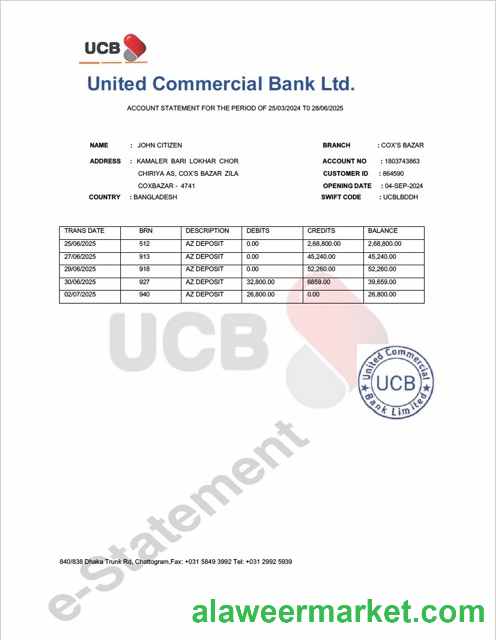 UCB
United Commercial Bank Ltd.
ACCOUNT STATEMENT FOR THE PERIOD OF 25/03/2024 T0 28/06/2025
NAME : JOHN CITIZEN BRANCH : COX'S BAZAR
ADDRESS : KAMALER BARI LOKHAR CHOR ACCOUNT NO : 1803743863
CHIRIYA AS, COX'S BAZAR ZILA CUSTOMER ID : 864590
COXBAZAR - 4741 OPENING DATE : 04-SEP-2024
COUNTRY : BANGLADESH SWIFT CODE : UCBLBDDH
TRANS DATE BRN DESCRIPTION DEBITS CREDITS BALANCE
25/06/2025 512 AZ DEPOSIT 0.00 2,68,800.00 2,68,800.00
27/06/2025 913 AZ DEPOSIT 0.00 45,240.00 45,240.00
29/06/2025 918 AZ DEPOSIT 0.00 52,260.00 52,260.00
30/06/2025 927 AZ DEPOSIT 32,800.00 6859.00 39,659.00
02/07/2025 940 AZ DEPOSIT 26,800.00 0.00 26,800.00
UCB
United Commercial
UCB
Bank Limited
e-Statement
840/838 Dhaka Trunk Rd, Chattogram,Fax: +031 5849 3992 Tel: +031 2992 5939
alaweermarket.com